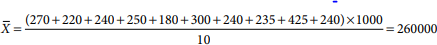 X̄ = (270+220+240+250+180+300+240+235+425+240)×1000 / 10 = 260000